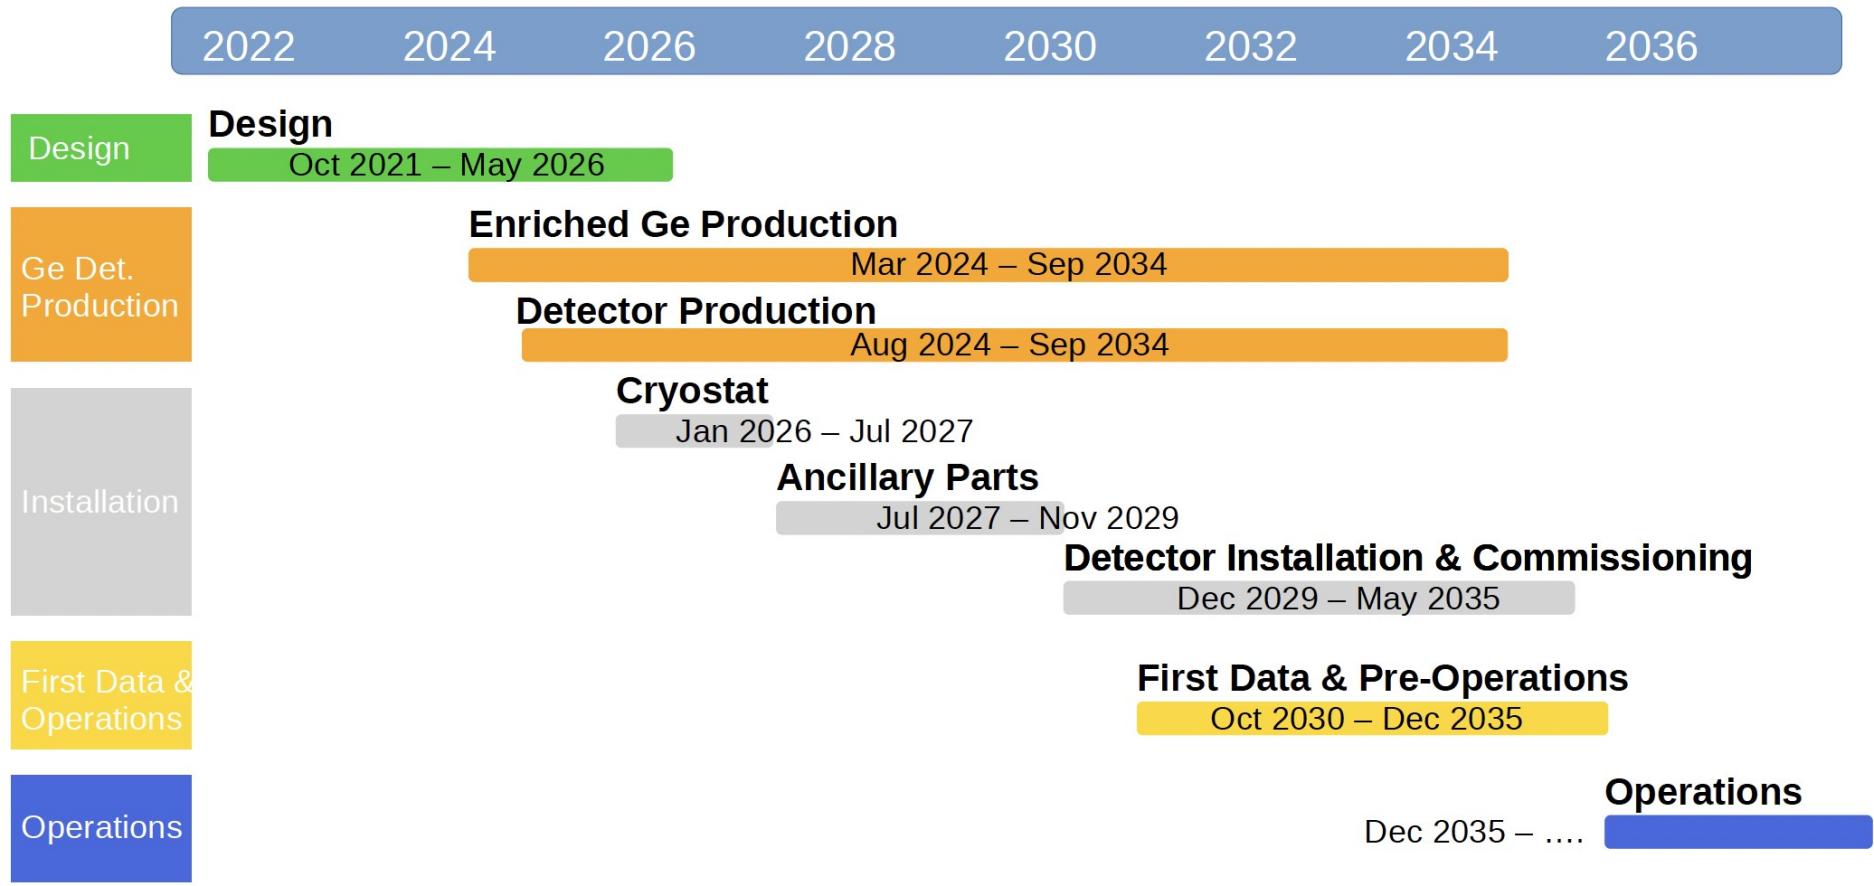 2022 2024 2026 2028 2030 2032 2034 2036
Design
Design
Oct 2021 – May 2026
Ge Det.
Production
Enriched Ge Production
Mar 2024 – Sep 2034
Detector Production
Aug 2024 – Sep 2034
Installation
Cryostat
Jan 2026 – Jul 2027
Ancillary Parts
Jul 2027 – Nov 2029
Detector Installation & Commissioning
Dec 2029 – May 2035
First Data &
Operations
First Data & Pre-Operations
Oct 2030 – Dec 2035
Operations
Operations
Dec 2035 – ....